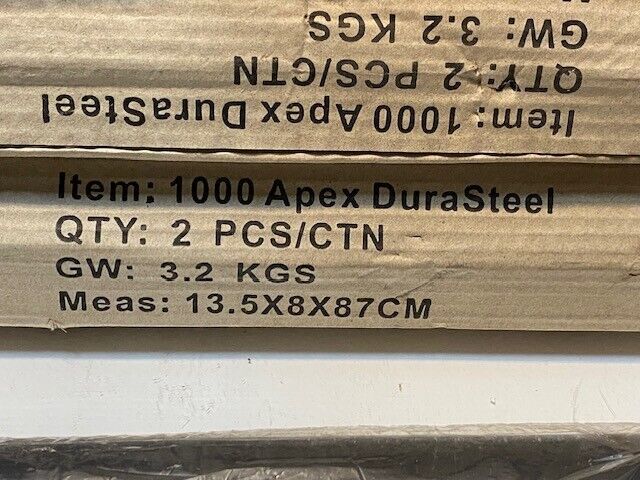 GW: 3.2 KGS
QTY: 2 PCS/CTN
Item: 1000 Apex DuraSteel
Item: 1000 Apex DuraSteel
QTY: 2 PCS/CTN
GW: 3.2 KGS
Meas: 13.5X8X87CM